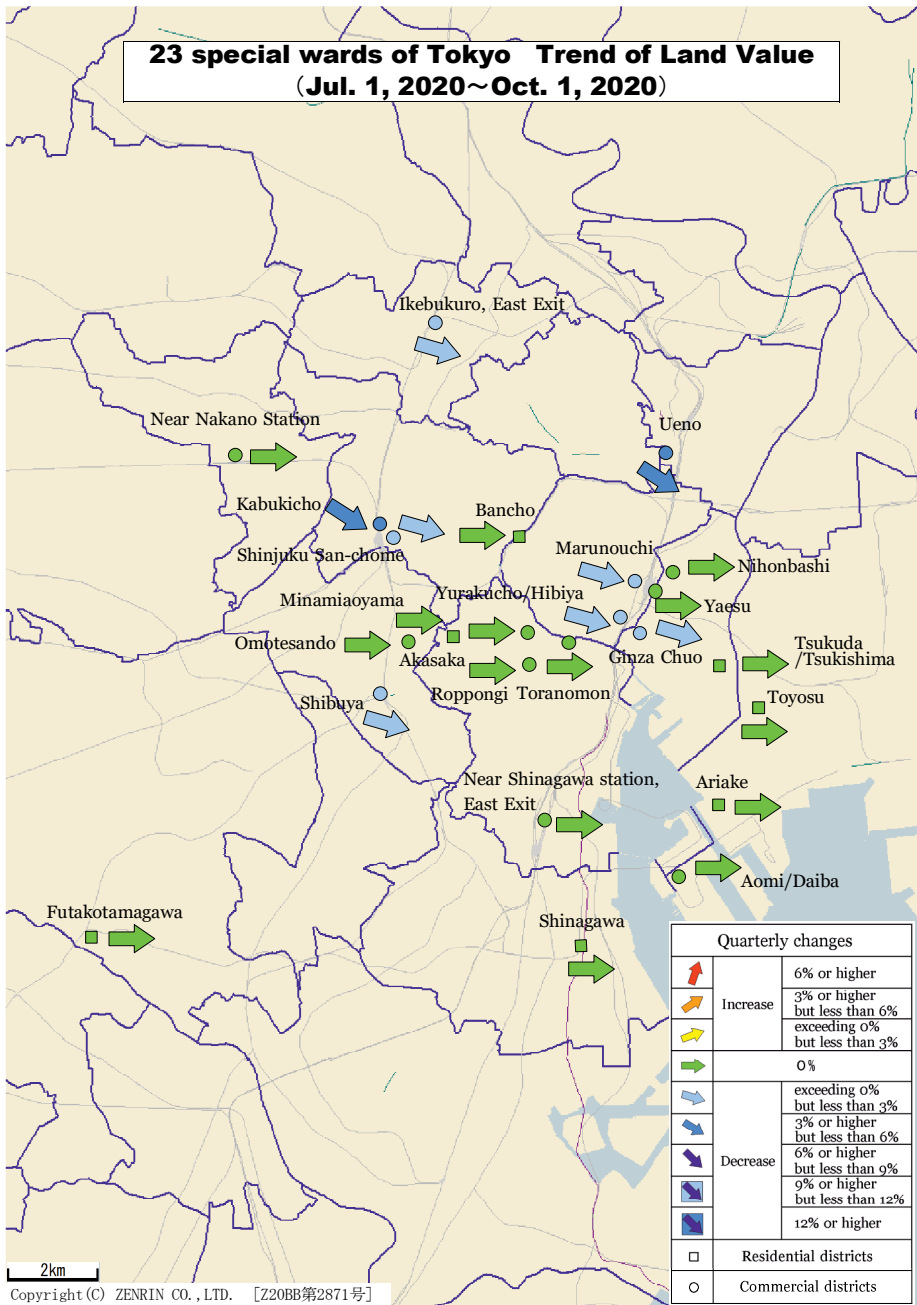 23 special wards of Tokyo Trend of Land Value
（Jul. 1, 2020～Oct. 1, 2020）
Ikebukuro, East Exit
Near Nakano Station
Ueno
Kabukicho
Bancho
Shinjuku San-chome
Marunouchi
Nihonbashi
Minamiaoyama
Yurakucho/Hibiya
Yaesu
Omotesando
Akasaka
Ginza Chuo
Tsukuda
/Tsukishima
Roppongi
Toranomon
Shibuya
Toyosu
Near Shinagawa station,
East Exit
Ariake
Aomi/Daiba
Futakotamagawa
Shinagawa
Quarterly changes
Increase
6% or higher
3% or higher
but less than 6%
exceeding 0%
but less than 3%
0%
Decrease
exceeding 0%
but less than 3%
3% or higher
but less than 6%
6% or higher
but less than 9%
9% or higher
but less than 12%
12% or higher
Residential districts
Commercial districts
2km
Copyright(C) ZENRIN CO.,LTD. [Z20BB第2871号]